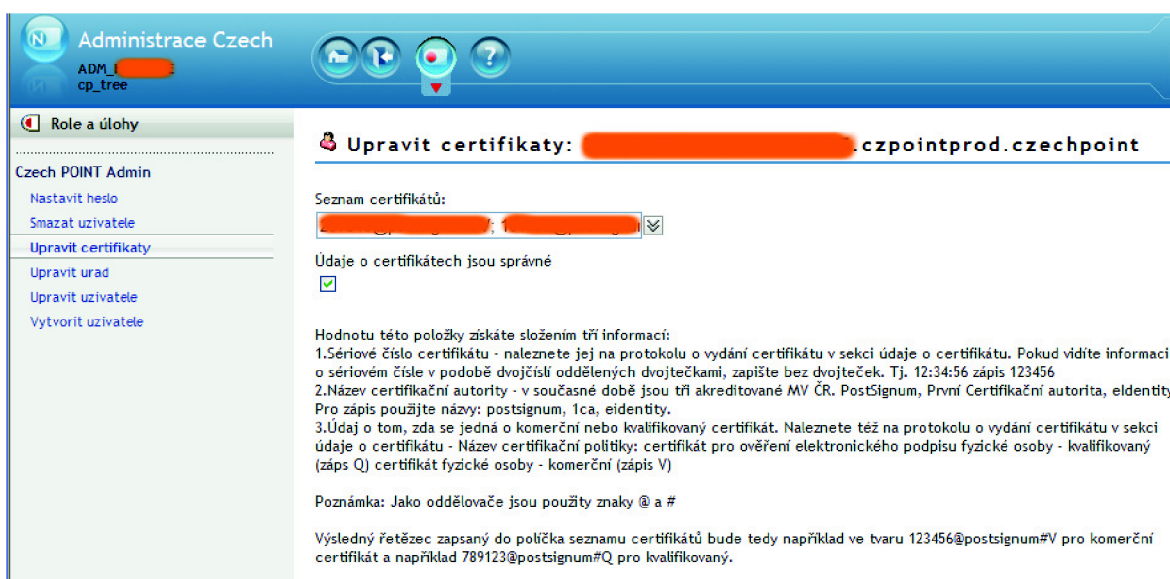 Administrace Czech
ADM_
cp_tree
Role a úlohy
Czech POINT Admin
Nastavit heslo
Smazat uzivatele
Upravit certifikaty
Upravit urad
Upravit uzivatele
Vytvorit uzivatele
Upravit certifikaty: .czpointprod.czechpoint
Seznam certifikátů:
Údaje o certifikátech jsou správné
Hodnotu této položky získáte složením tří informací:
1.Sériové číslo certifikátu - naleznete jej na protokolu o vydání certifikátu v sekci údaje o certifikátu. Pokud vidíte informaci
o sériovém čísle v podobě dvojčíslí oddělených dvojtečkami, zapište bez dvojteček. Tj. 12:34:56 zápis 123456
2.Název certifikační autority - v současné době jsou tři akreditované MV ČR. PostSignum, První Certifikační autorita, eIdentity
Pro zápis použijte názvy: postsignum, 1ca, eidentity.
3.Údaj o tom, zda se jedná o komerční nebo kvalifikovaný certifikát. Naleznete též na protokolu o vydání certifikátu v sekci
údaje o certifikátu - Název certifikační politiky: certifikát pro ověření elektronického podpisu fyzické osoby - kvalifikovaný
(záps Q) certifikát fyzické osoby - komerční (zápis V)
Poznámka: Jako oddělovače jsou použity znaky @ a #
Výsledný řetězec zapsaný do políčka seznamu certifikátů bude tedy například ve tvaru 123456@postsignum#V pro komerční
certifikát a například 789123@postsignum#Q pro kvalifikovaný.